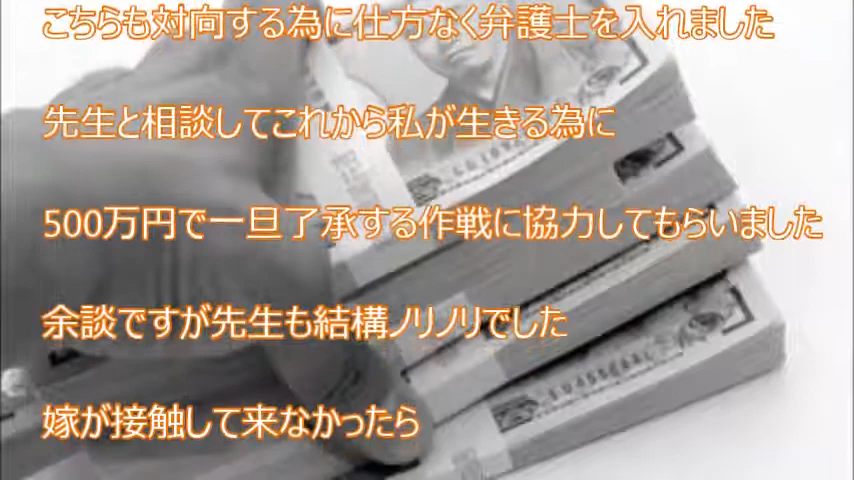 こちらも対向する為に仕方なく弁護士を入れました
先生と相談してこれから私が生きる為に
500万円で一旦了承する作戦に協力してもらいました
余談ですが先生も結構ノリノリでした
嫁が接触して来なかったら